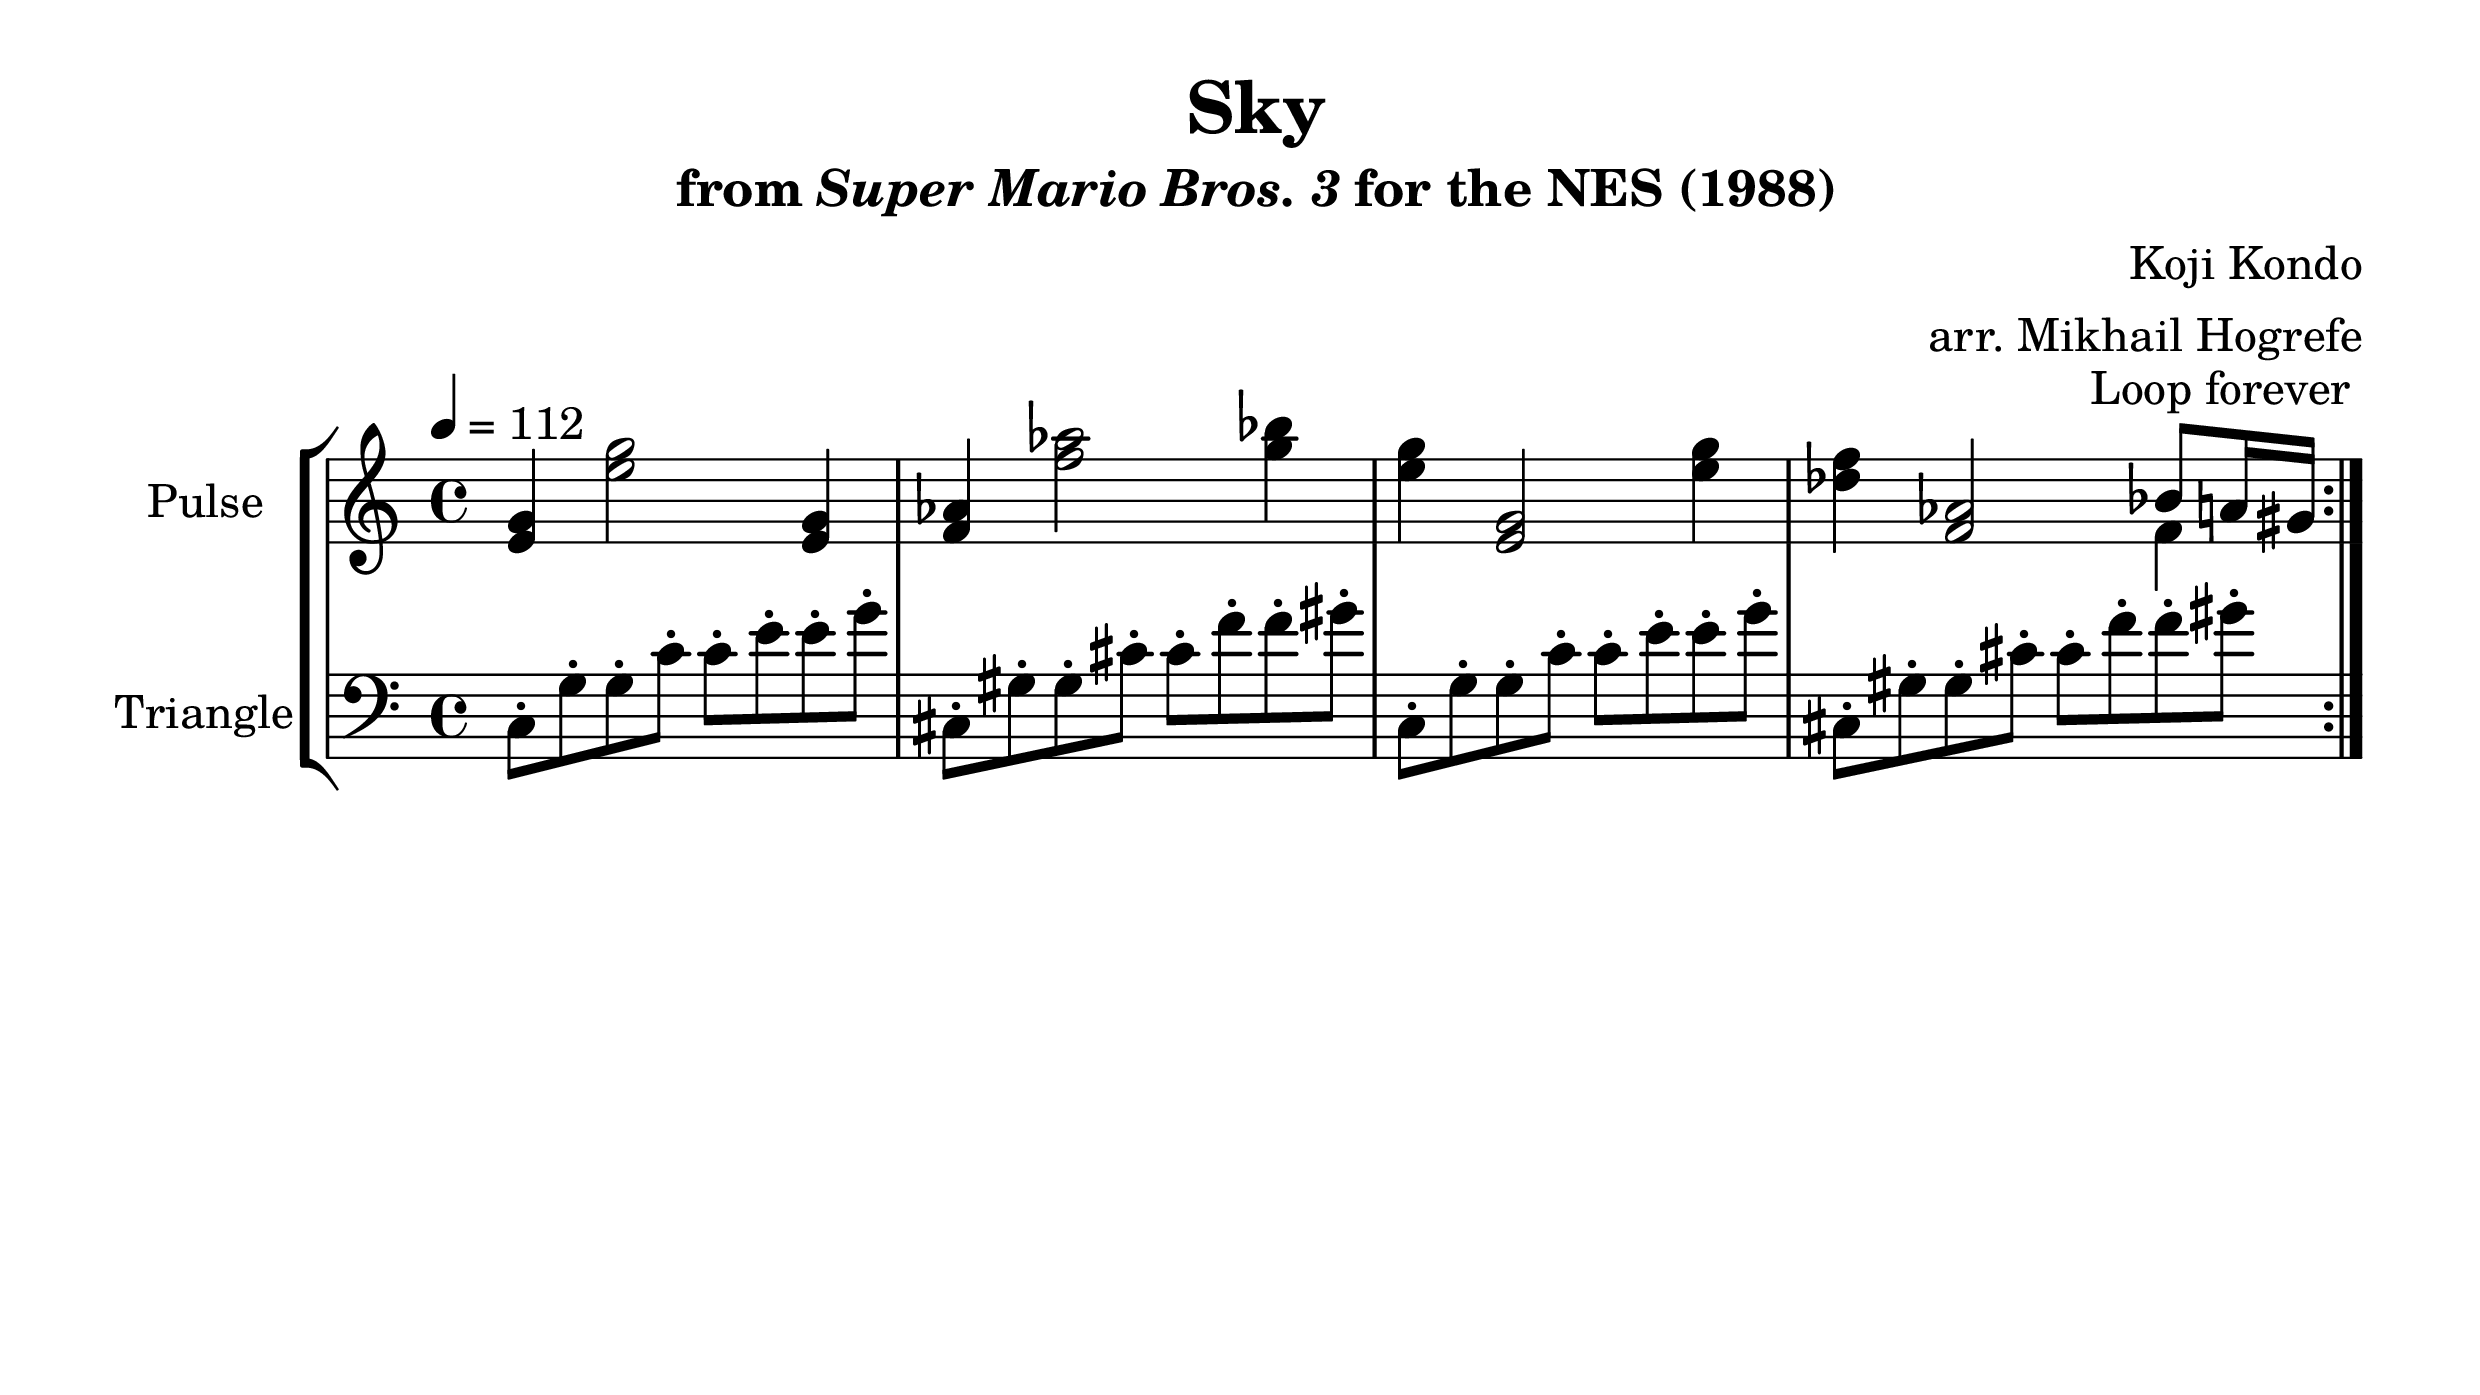 Sky
from Super Mario Bros. 3 for the NES (1988)
Koji Kondo
arr. Mikhail Hogrefe
Loop forever
= 112
Pulse
Triangle